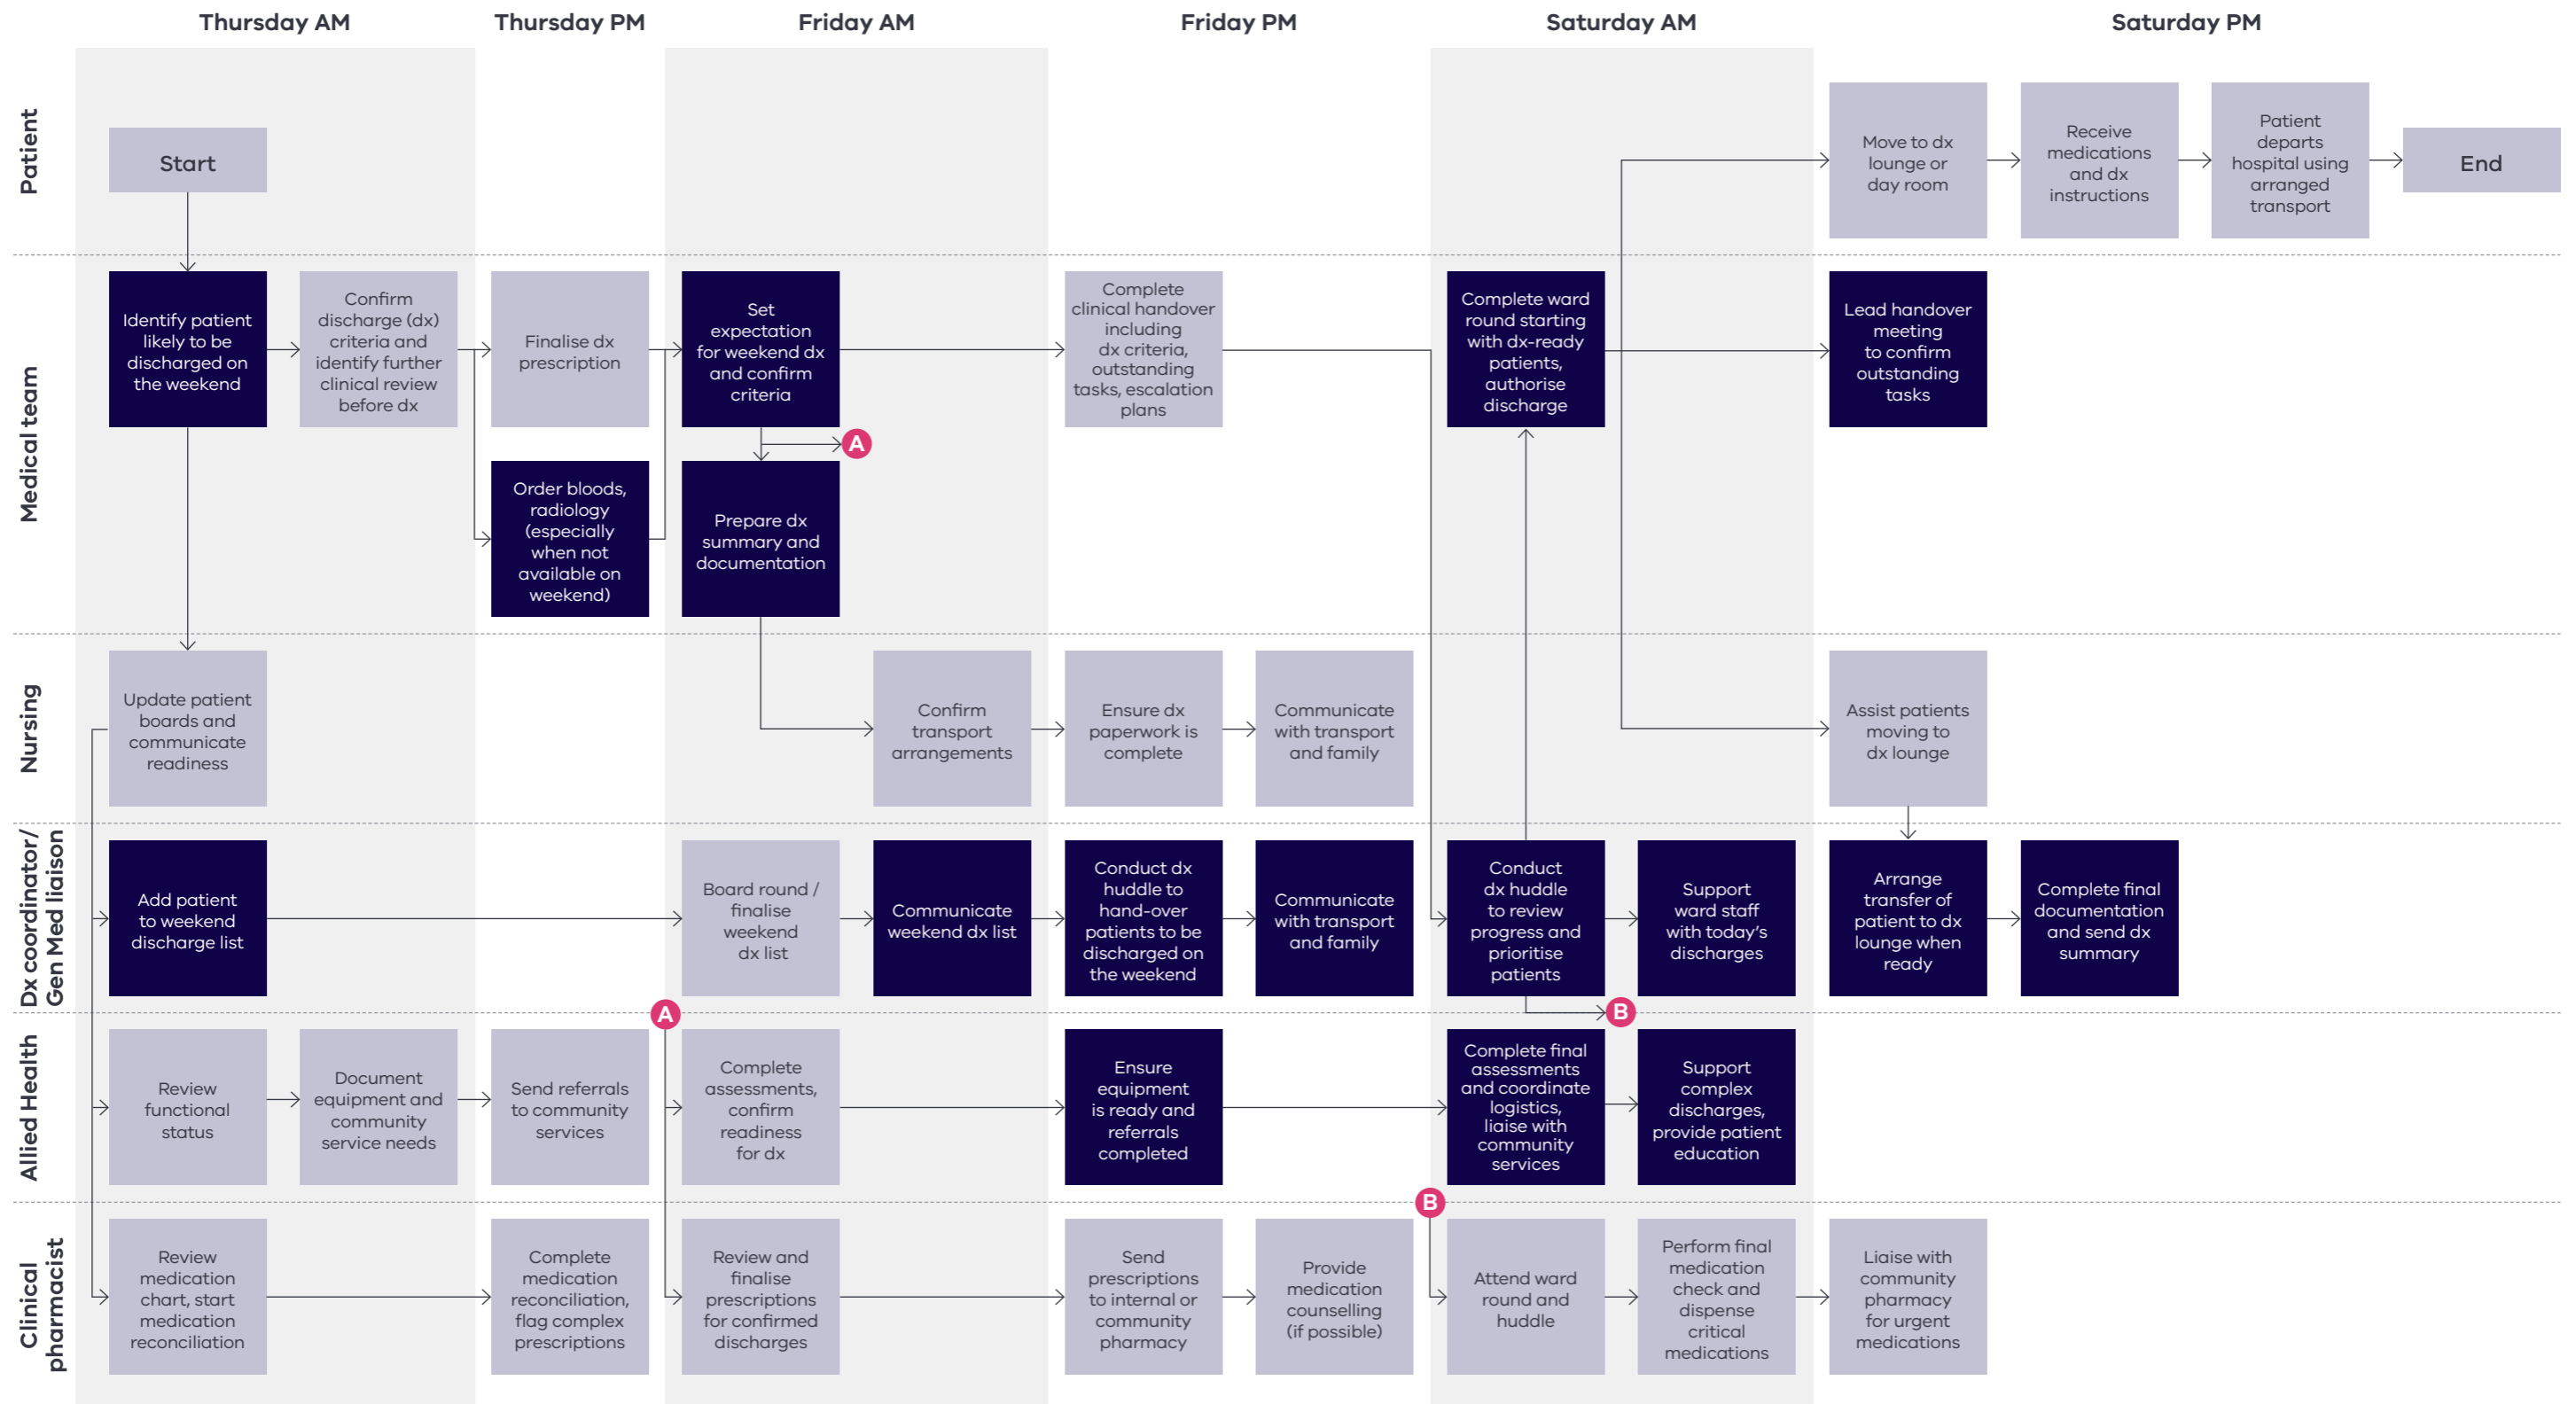 Thursday AM
Thursday PM
Friday AM
Friday PM
Saturday AM
Saturday PM
Patient
Start
Move to dx
lounge or
day room
Receive
medications
and dx
instructions
Patient
departs
hospital using
arranged
transport
End
Medical team
Identify patient
likely to be
discharged on
the weekend
Confirm
discharge (dx)
criteria and
identify further
clinical review
before dx
Finalise dx
prescription
Order bloods,
radiology
(especially
when not
available on
weekend)
Set
expectation
for weekend dx
and confirm
criteria
A
Prepare dx
summary and
documentation
Complete
clinical handover
including
dx criteria,
outstanding
tasks, escalation
plans
Complete ward
round starting
with dx-ready
patients,
authorise
discharge
Lead handover
meeting
to confirm
outstanding
tasks
Nursing
Update patient
boards and
communicate
readiness
Confirm
transport
arrangements
Ensure dx
paperwork is
complete
Communicate
with transport
and family
Assist patients
moving to
dx lounge
Dx coordinator/
Gen Med liaison
Add patient
to weekend
discharge list
Board round /
finalise
weekend
dx list
Communicate
weekend dx list
Conduct dx
huddle to
hand-over
patients to be
discharged on
the weekend
Communicate
with transport
and family
Conduct
dx huddle
to review
progress and
prioritise
patients
Support
ward staff
with today's
discharges
Arrange
transfer of
patient to dx
lounge when
ready
Complete final
documentation
and send dx
summary
A
B
Allied Health
Review
functional
status
Document
equipment and
community
service needs
Send referrals
to community
services
Complete
assessments,
confirm
readiness
for dx
Ensure
equipment
is ready and
referrals
completed
Complete final
assessments
and coordinate
logistics,
liaise with
community
services
Support
complex
discharges,
provide patient
education
B
Clinical
pharmacist
Review
medication
chart, start
medication
reconciliation
Complete
medication
reconciliation,
flag complex
prescriptions
Review and
finalise
prescriptions
for confirmed
discharges
Send
prescriptions
to internal or
community
pharmacy
Provide
medication
counselling
(if possible)
Attend ward
round and
huddle
Perform final
medication
check and
dispense
critical
medications
Liaise with
community
pharmacy
for urgent
medications